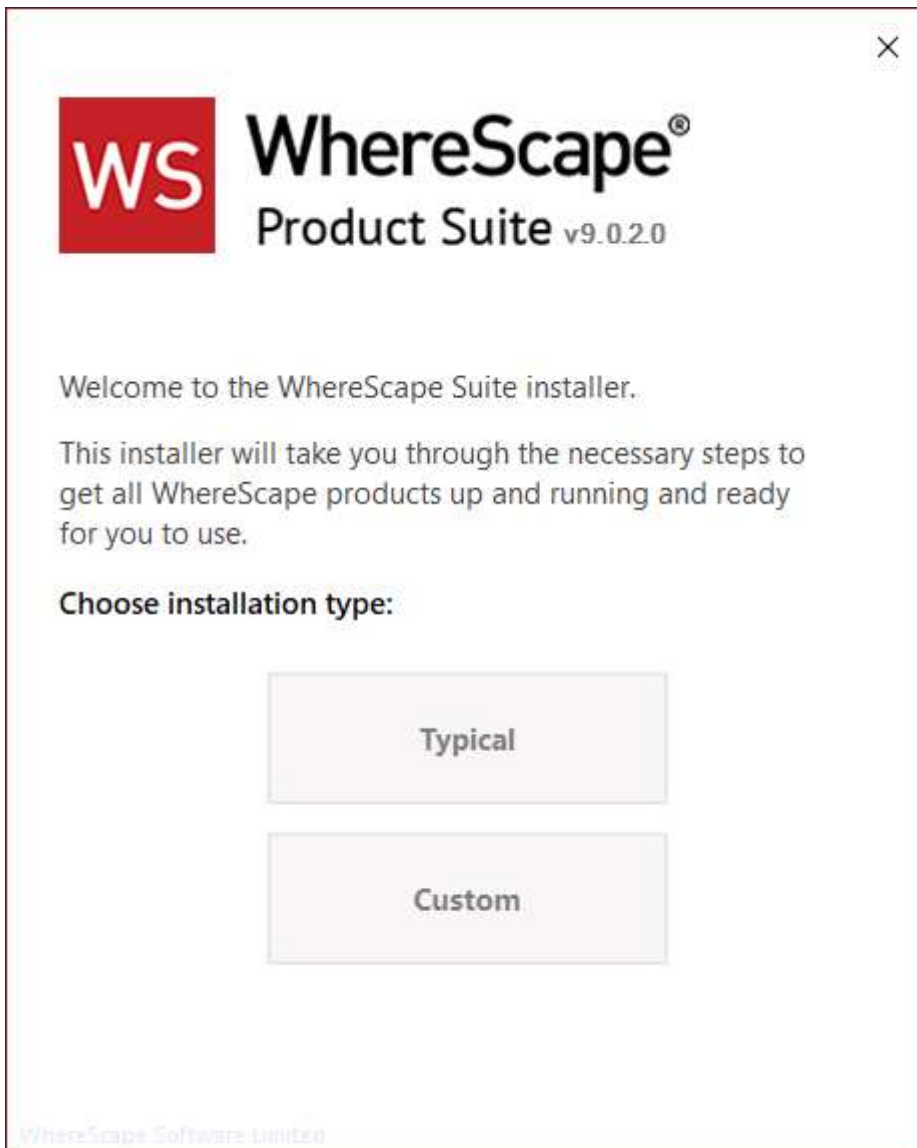 WS
WhereScape®
Product Suite v9.0.2.0
Welcome to the WhereScape Suite installer.
This installer will take you through the necessary steps to
get all WhereScape products up and running and ready
for you to use.
Choose installation type:
Typical
Custom
WhereScape Software Limited